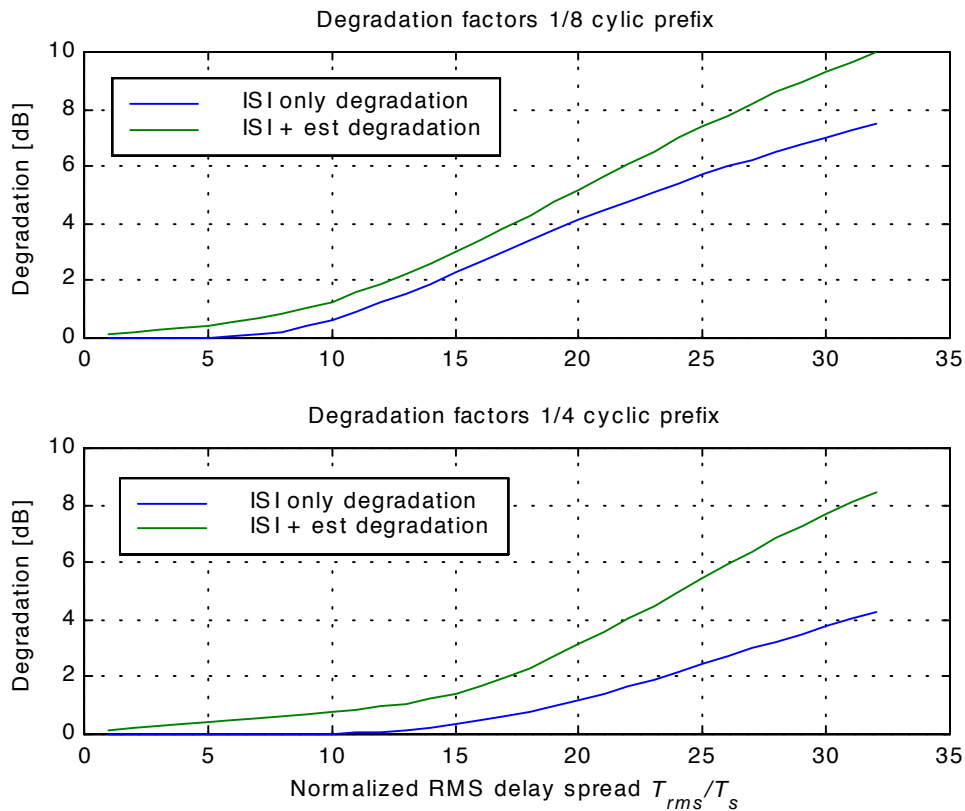 Degradation factors 1/8 cylic prefix
Degradation [dB]
10
8
6
4
2
0
ISI only degradation
ISI + est degradation
0 5 10 15 20 25 30 35
Degradation factors 1/4 cyclic prefix
Degradation [dB]
10
8
6
4
2
0
ISI only degradation
ISI + est degradation
0 5 10 15 20 25 30 35
Normalized RMS delay spread T_rms/T_s